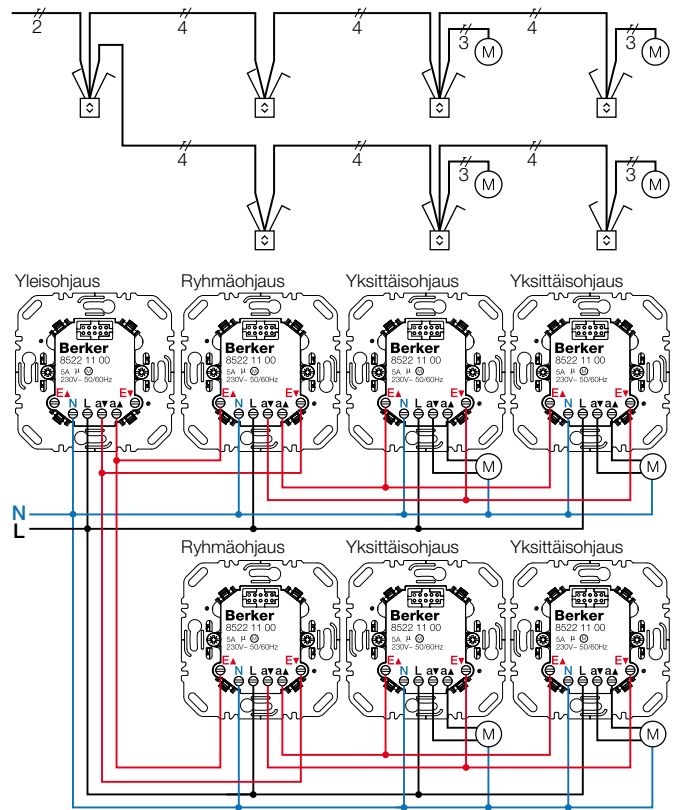 2 4 4 3 M 4 3 M
4 4 3 M 4 3 M
Yleisohjaus Ryhmäohjaus Yksittäisohjaus Yksittäisohjaus
Berker Berker Berker Berker
8522 11 00 8522 11 00 8522 11 00 8522 11 00
5A µ M 5A µ M 5A µ M 5A µ M
230V~ 50/60Hz 230V~ 50/60Hz 230V~ 50/60Hz 230V~ 50/60Hz
E▲ E▼ E▲ E▼ E▲ E▼ E▲ E▼
N L a▼a▲ N L a▼a▲ N L a▼a▲ N L a▼a▲
M M
N
L
Ryhmäohjaus Yksittäisohjaus Yksittäisohjaus
Berker Berker Berker
8522 11 00 8522 11 00 8522 11 00
5A µ M 5A µ M 5A µ M
230V~ 50/60Hz 230V~ 50/60Hz 230V~ 50/60Hz
E▲ N L a▼a▲ E▼ E▲ N L a▼a▲ E▼ E▲ N L a▼a▲ E▼
M M